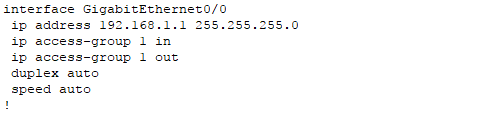 interface GigabitEthernet0/0
 ip address 192.168.1.1 255.255.255.0
 ip access-group 1 in
 ip access-group 1 out
 duplex auto
 speed auto
!